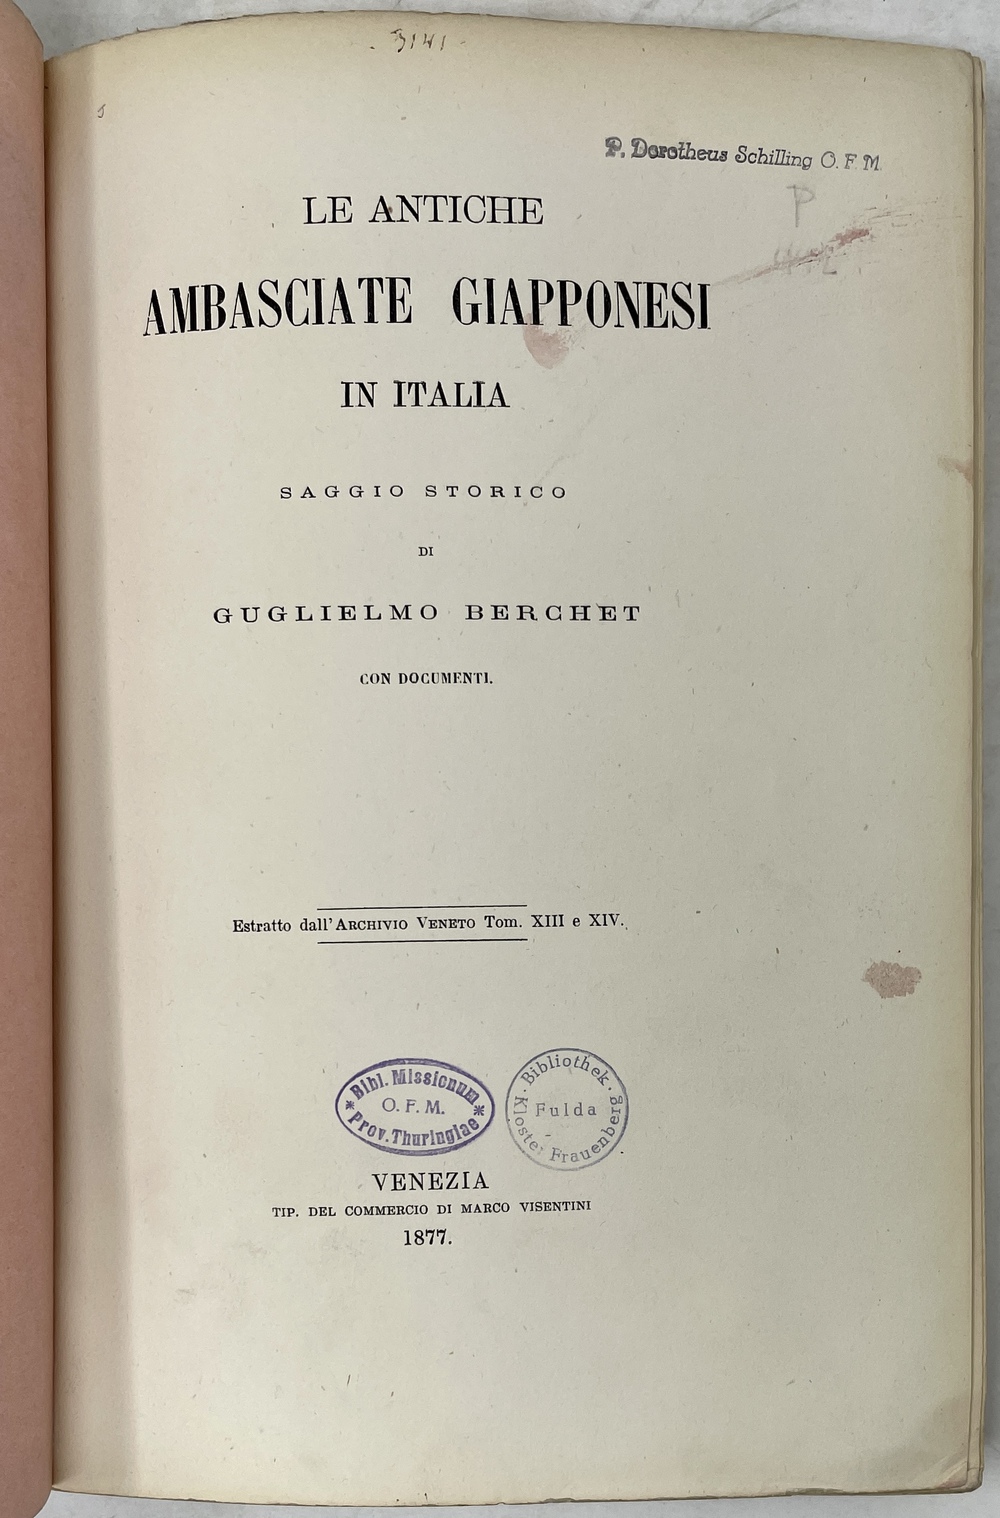 3141
P. Dorotheus Schilling O. F. M.
P
LE ANTICHE
AMBASCIATE GIAPPONESI
IN ITALIA
SAGGIO STORICO
DI
GUGLIELMO BERCHET
CON DOCUMENTI.
Estratto dall' ARCHIVIO VENETO Tom. XIII e XIV.
Bibl. Missionum
O. F. M.
Prov. Thuringiae
Bibliothek
Fulda
Kloster Frauenberg
VENEZIA
TIP. DEL COMMERCIO DI MARCO VISENTINI
1877.